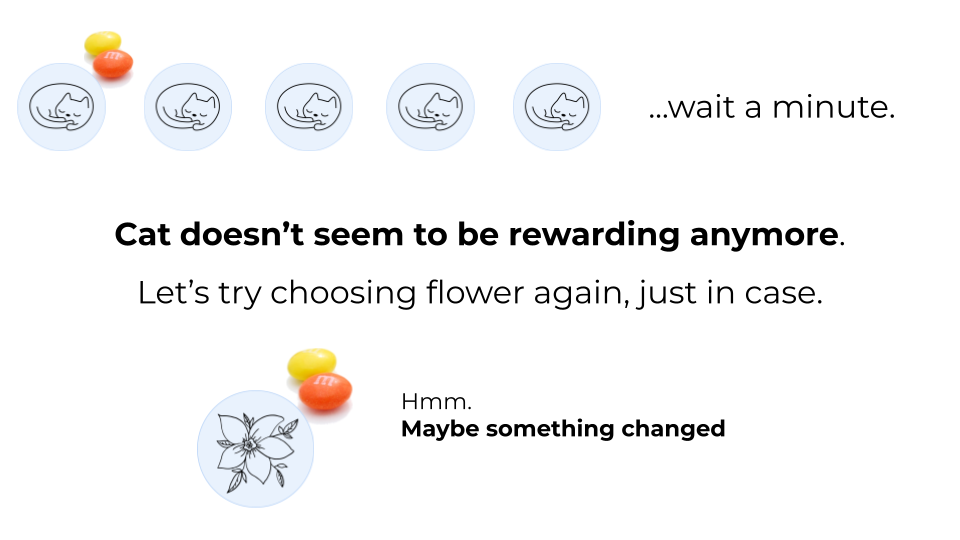 ...wait a minute.
Cat doesn’t seem to be rewarding anymore.
Let’s try choosing flower again, just in case.
Hmm.
Maybe something changed